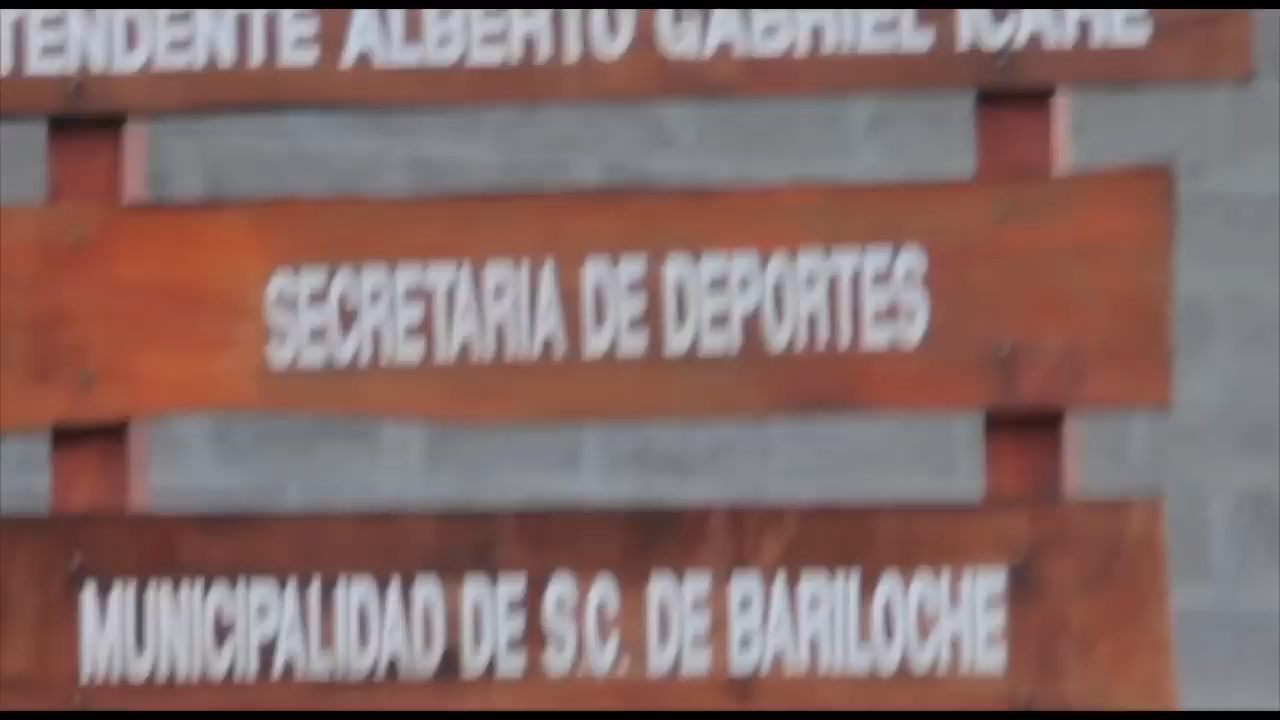 TENDENTE ALBERTO GABRIEL ICARE
SECRETARIA DE DEPORTES
MUNICIPALIDAD DE S.C. DE BARILOCHE